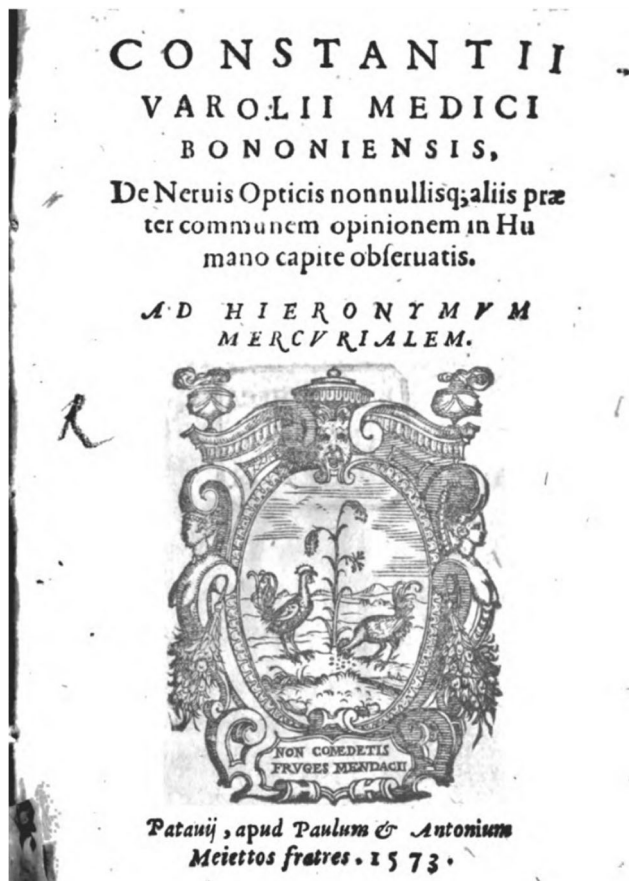 CONSTANTII
VAROLII MEDICI
BONONIENSIS,
De Neruis Opticis nonnullisq;aliis præ
ter communem opinionem in Hu
mano capite obſeruatis.
AD HIERONYMVM
MERCVRIALEM.
R
NON COMEDETIS
FRVGES MENDACII
Patauij, apud Paulum & Antonium
Meiettos fratres. 1573.